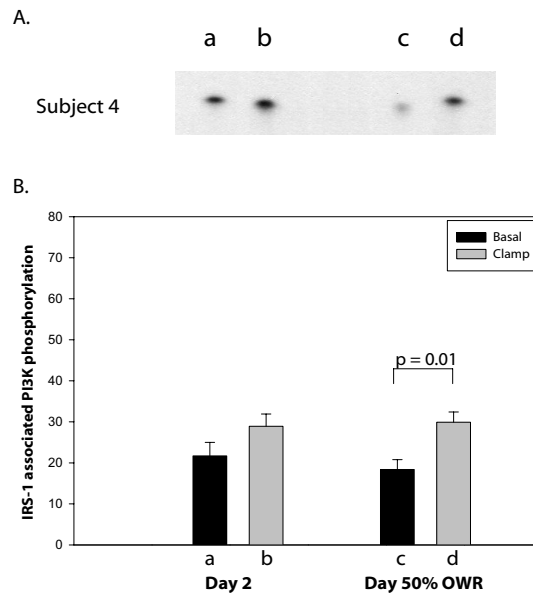 A.
a b c d
Subject 4
B.
80
70
60
50
40
30
20
10
0
IRS-1 associated PI3K phosphorylation
Basal
Clamp
p = 0.01
a b c d
Day 2 Day 50% OWR